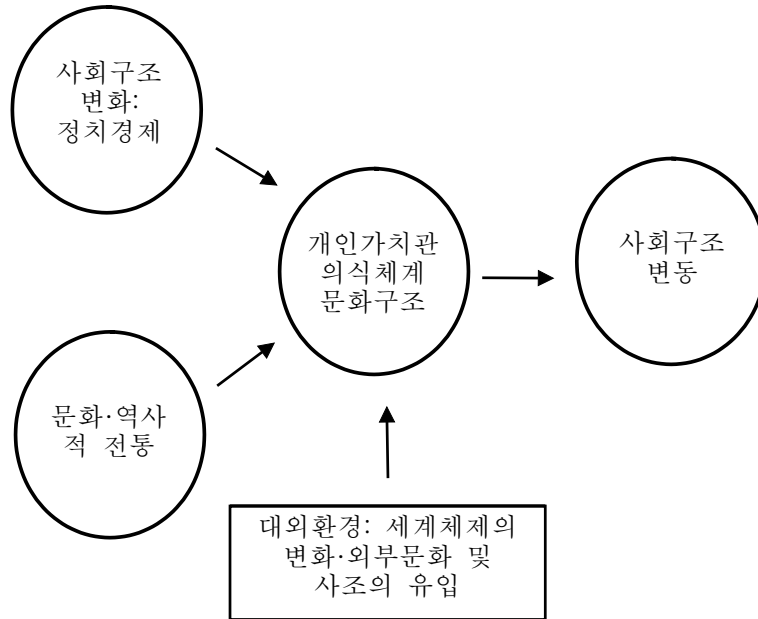 사회구조
변화:
정치경제
개인가치관
의식체계
문화구조
사회구조
변동
문화·역사
적 전통
대외환경: 세계체제의
변화·외부문화 및
사조의 유입